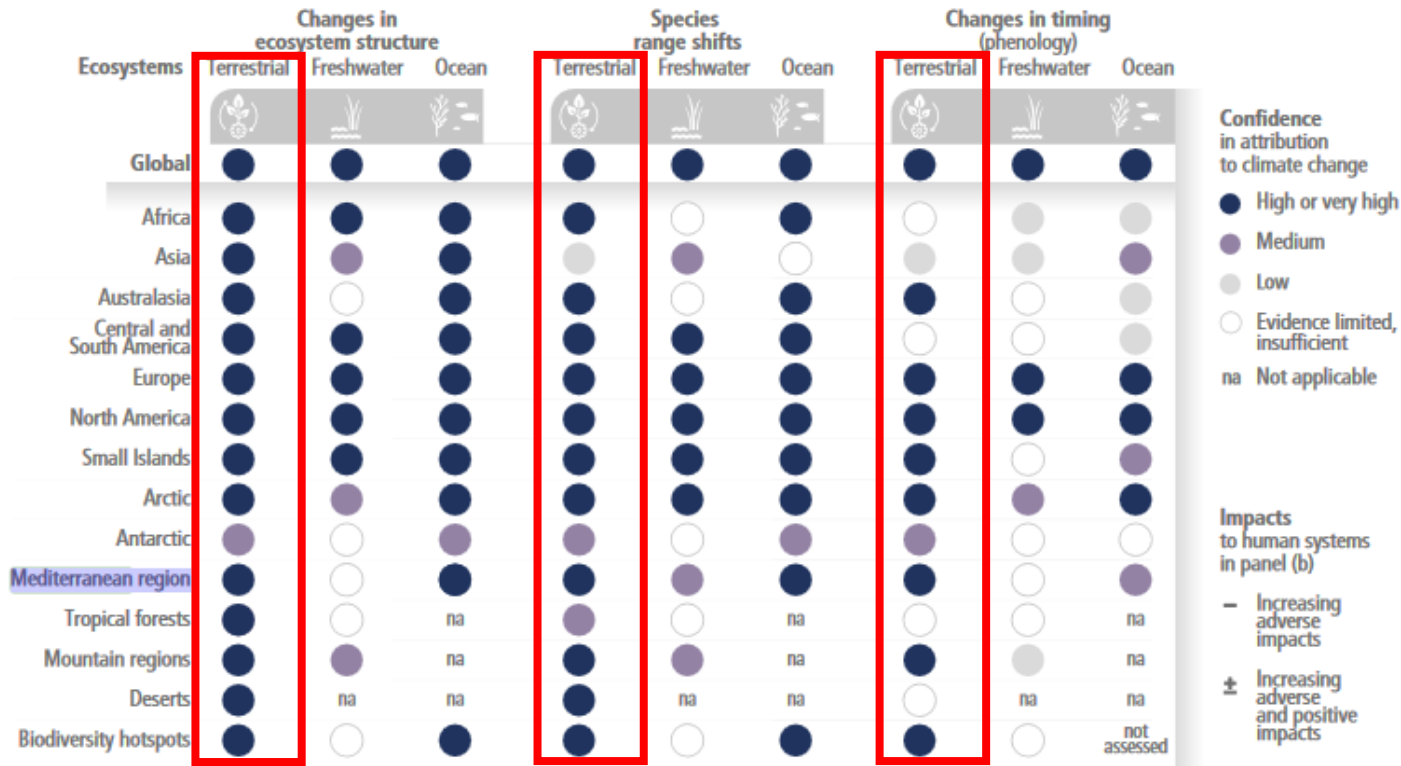 Changes in
ecosystem structure
Species
range shifts
Changes in timing
(phenology)
Ecosystems Terrestrial Freshwater Ocean Terrestrial Freshwater Ocean Terrestrial Freshwater Ocean
Global
Africa
Asia
Australasia
Central and
South America
Europe
North America
Small Islands
Arctic
Antarctic
Mediterranean region
Tropical forests na na na
Mountain regions na na na
Deserts na na na na na na
Biodiversity hotspots not
assessed
Confidence
in attribution
to climate change
High or very high
Medium
Low
Evidence limited,
insufficient
na Not applicable
Impacts
to human systems
in panel (b)
− Increasing
adverse
impacts
± Increasing
adverse
and positive
impacts